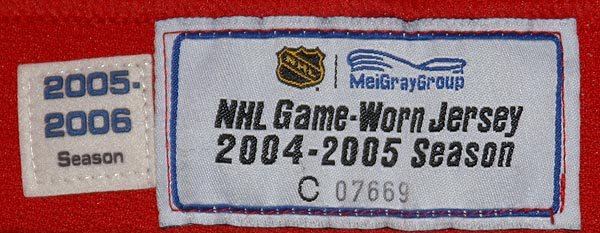 2005-
2006
Season
NHL
MeiGrayGroup
NHL Game-Worn Jersey
2004-2005 Season
C 07669